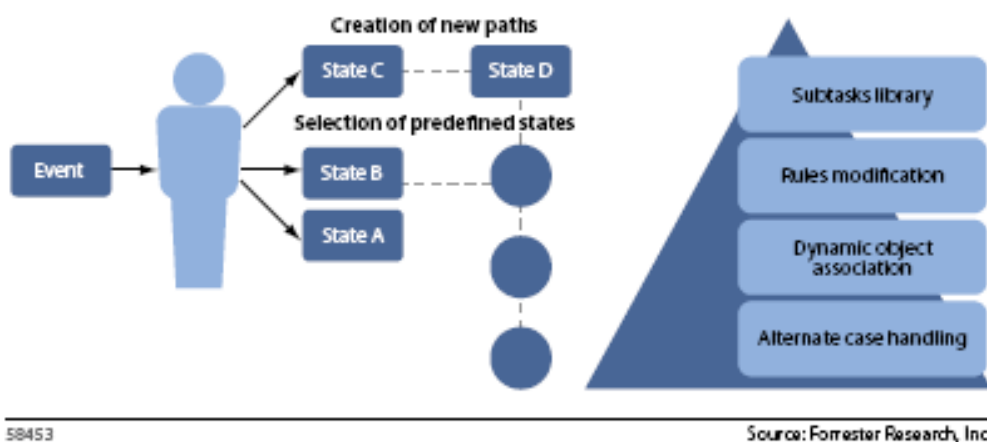 Creation of new paths
State C
State D
Selection of predefined states
Event
State B
State A
Subtasks library
Rules modification
Dynamic object
association
Alternate case handling
58453
Source: Forrester Research, Inc